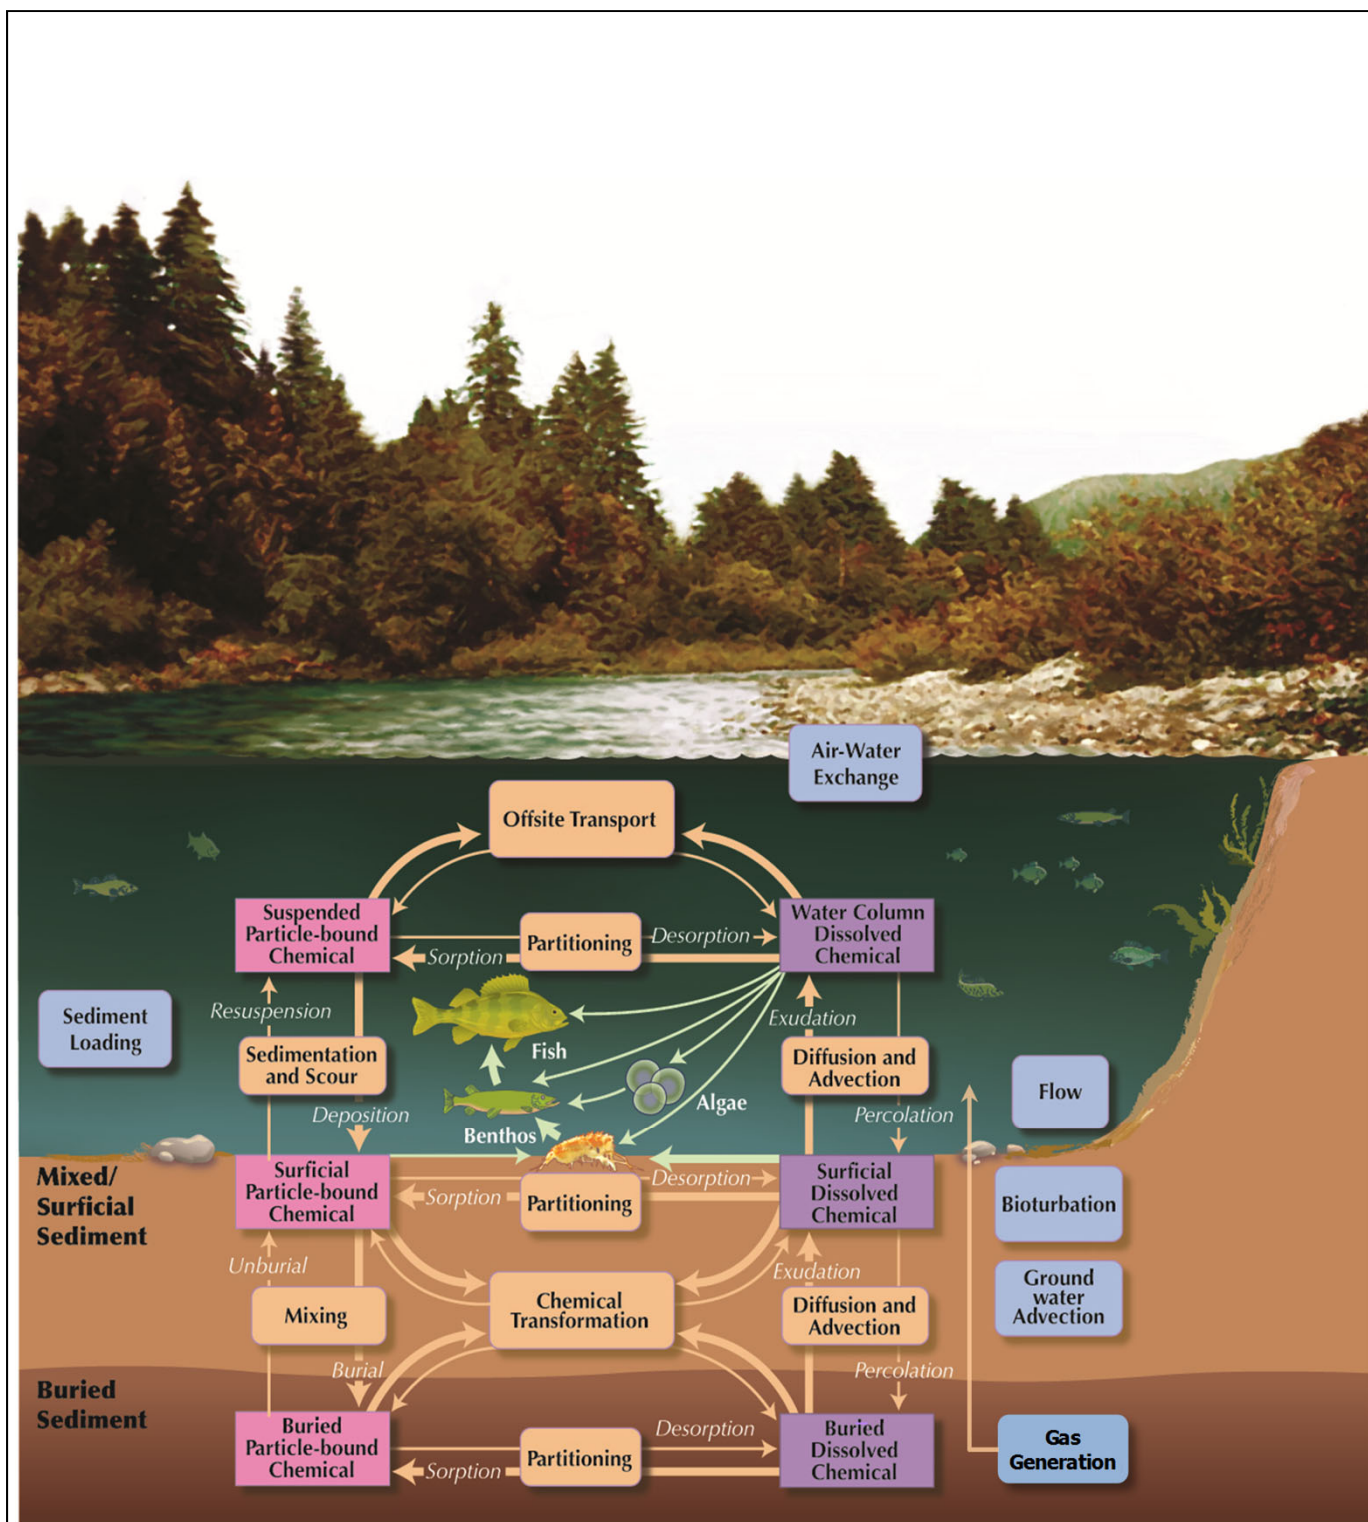 Air-Water
Exchange
Offsite Transport
Suspended
Particle-bound
Chemical
Partitioning
Desorption
Sorption
Water Column
Dissolved
Chemical
Sediment
Loading
Resuspension
Sedimentation
and Scour
Deposition
Fish
Algae
Benthos
Exudation
Diffusion and
Advection
Percolation
Flow
Mixed/
Surficial
Sediment
Surficial
Particle-bound
Chemical
Desorption
Sorption
Partitioning
Surficial
Dissolved
Chemical
Bioturbation
Unburial
Mixing
Burial
Chemical
Transformation
Exudation
Diffusion and
Advection
Percolation
Ground
water
Advection
Buried
Sediment
Buried
Particle-bound
Chemical
Desorption
Partitioning
Sorption
Buried
Dissolved
Chemical
Gas
Generation